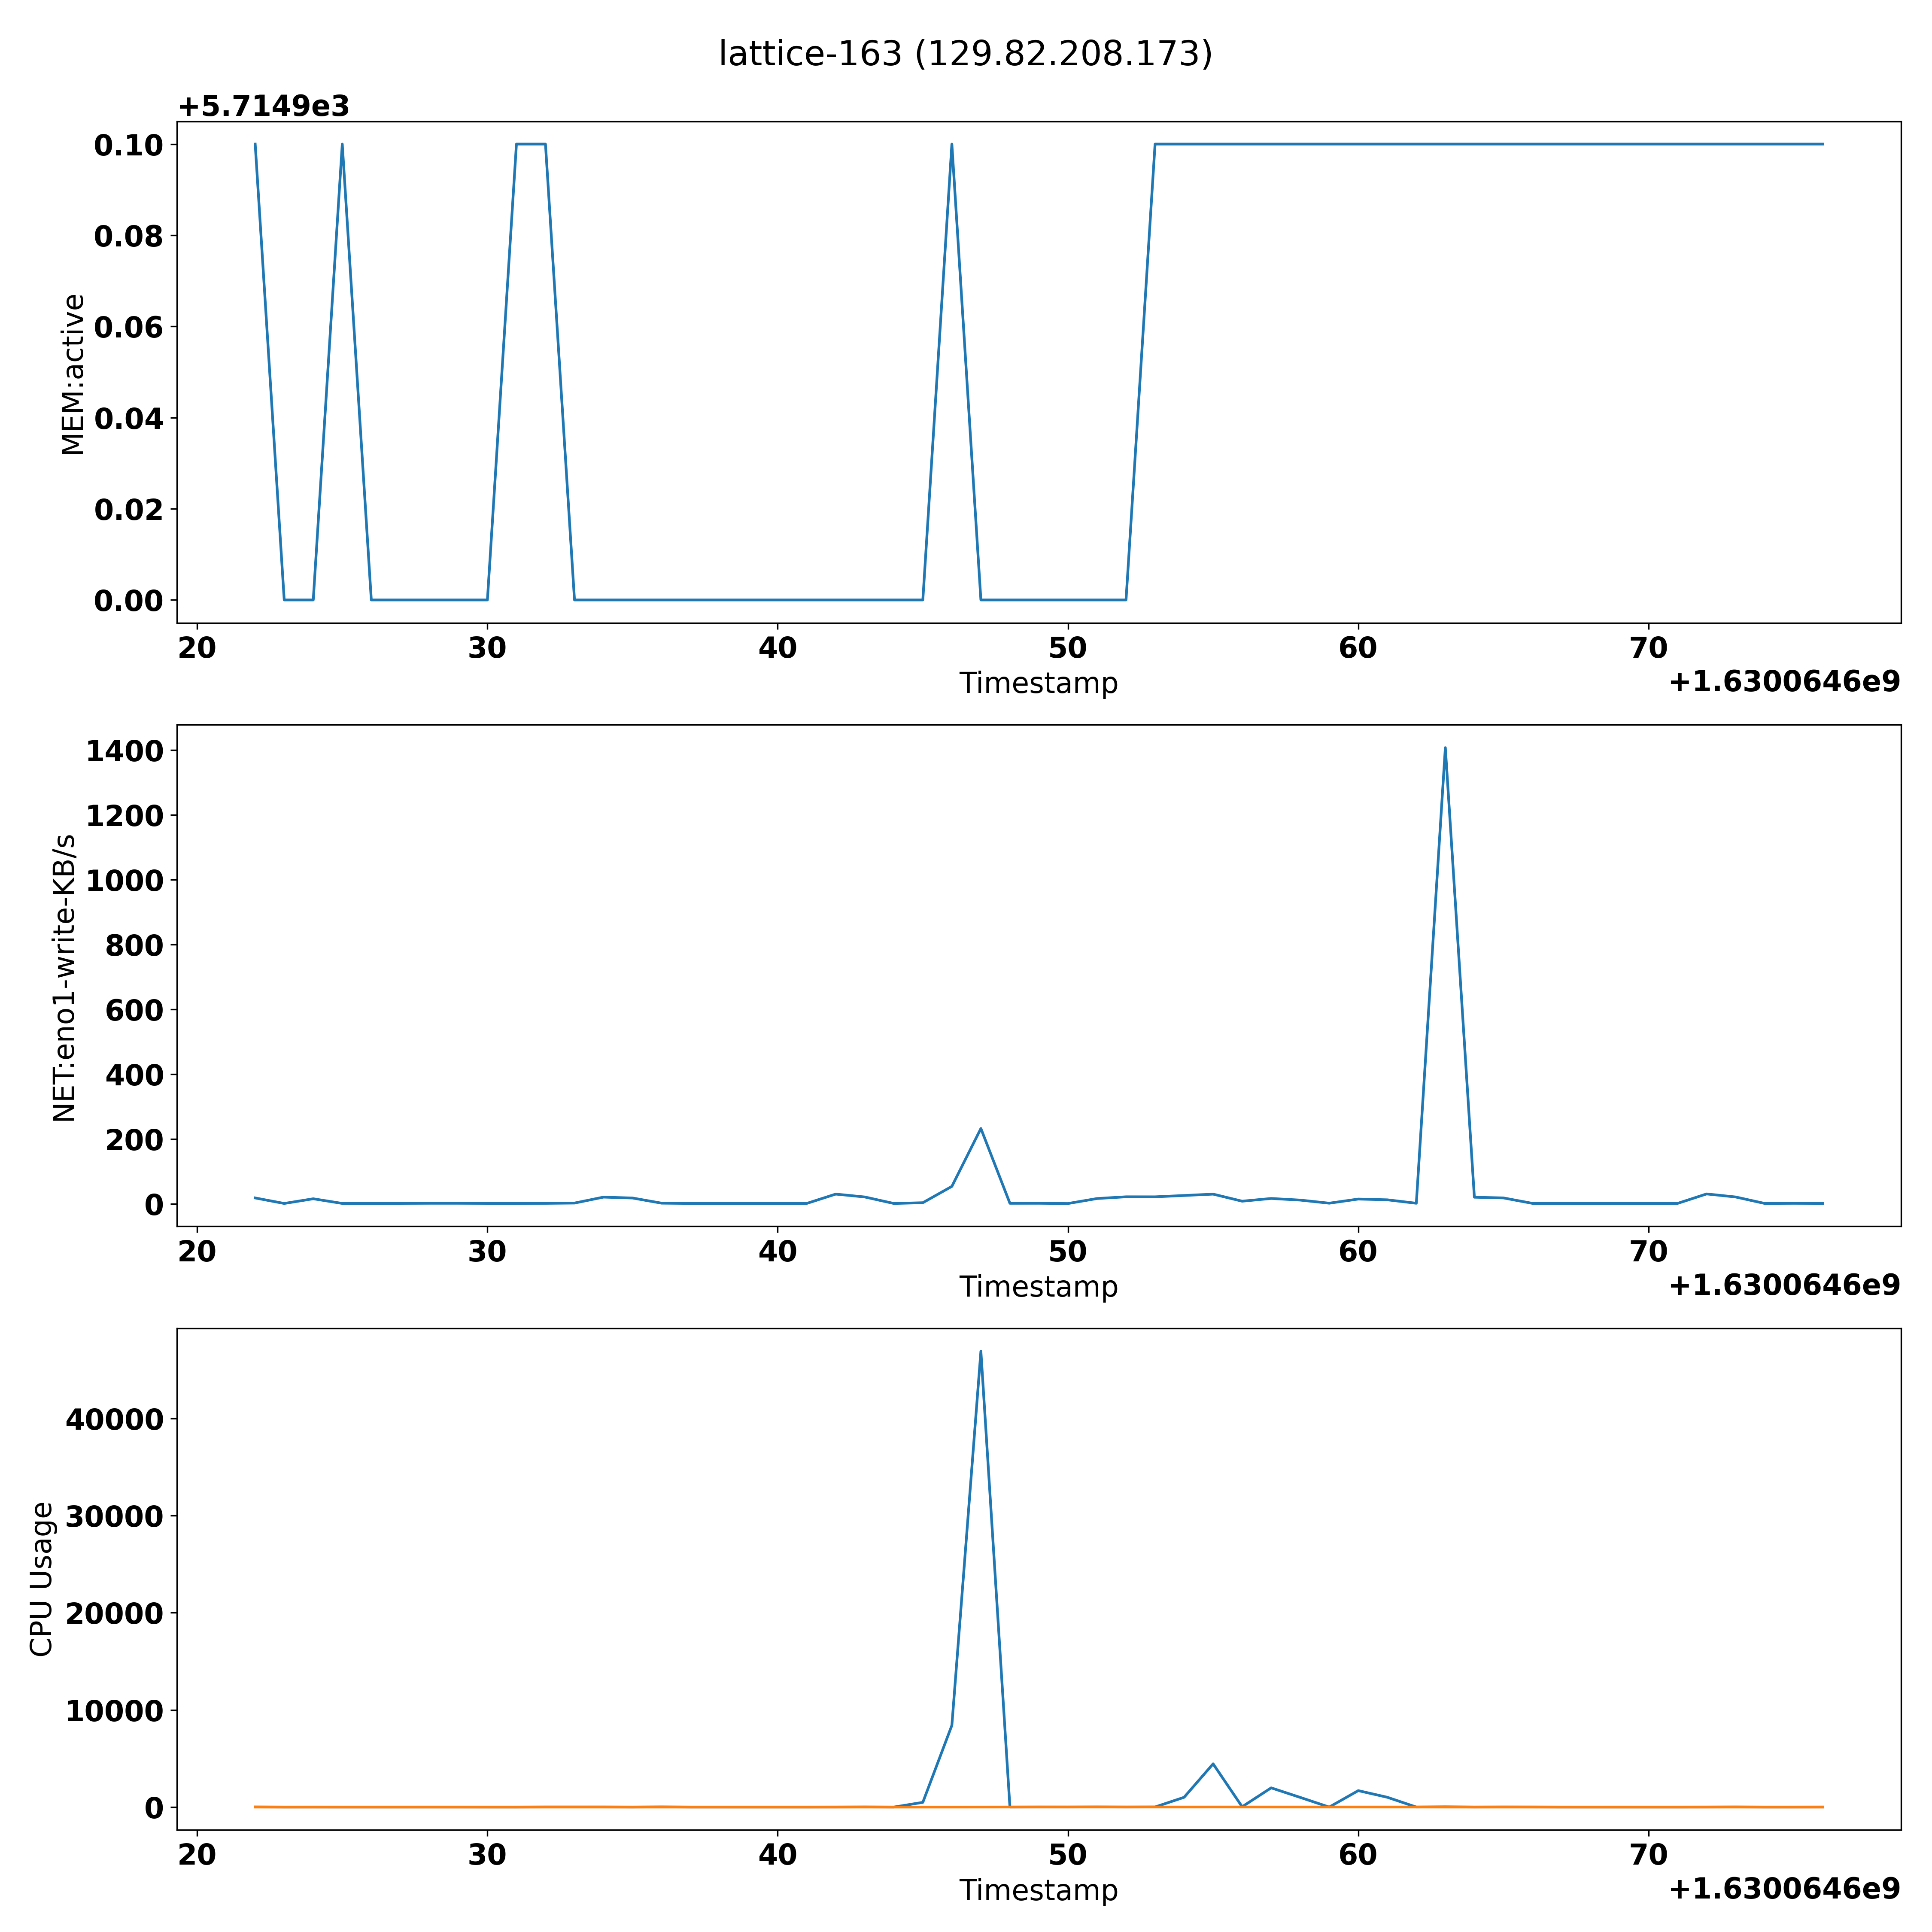 lattice-163 (129.82.208.173)
+5.7149e3
0.10
0.08
0.06
0.04
0.02
0.00
MEM:active
20 30 40 50 60 70
Timestamp
+1.6300646e9
1400
1200
1000
800
600
400
200
0
NET:eno1-write-KB/s
20 30 40 50 60 70
Timestamp
+1.6300646e9
40000
30000
20000
10000
0
CPU Usage
20 30 40 50 60 70
Timestamp
+1.6300646e9